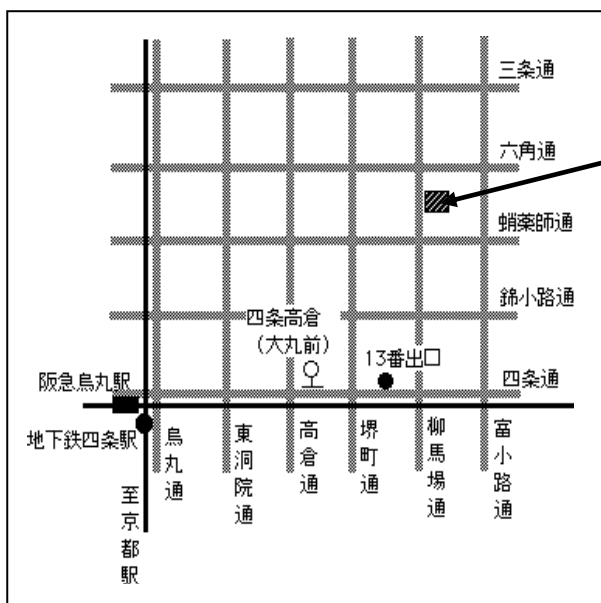 三条通
六角通
蛸薬師通
錦小路通
四条高倉
(大丸前)
13番出口
四条通
阪急烏丸駅
地下鉄四条駅
烏丸通
東洞院通
高倉通
堺町通
柳馬場通
富小路通
至京都駅